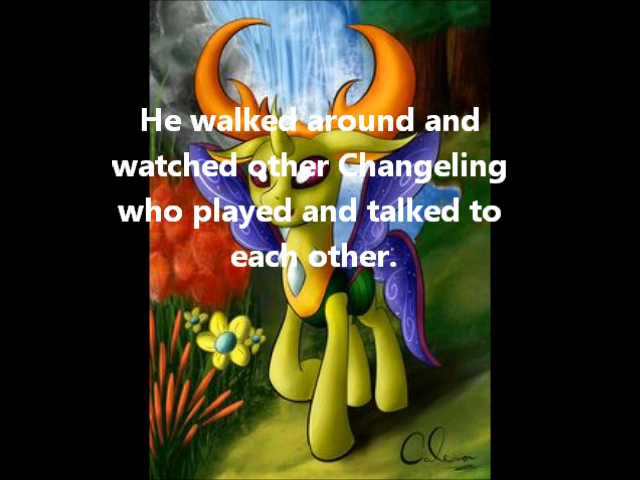 He walked around and
watched other Changeling
who played and talked to
each other.